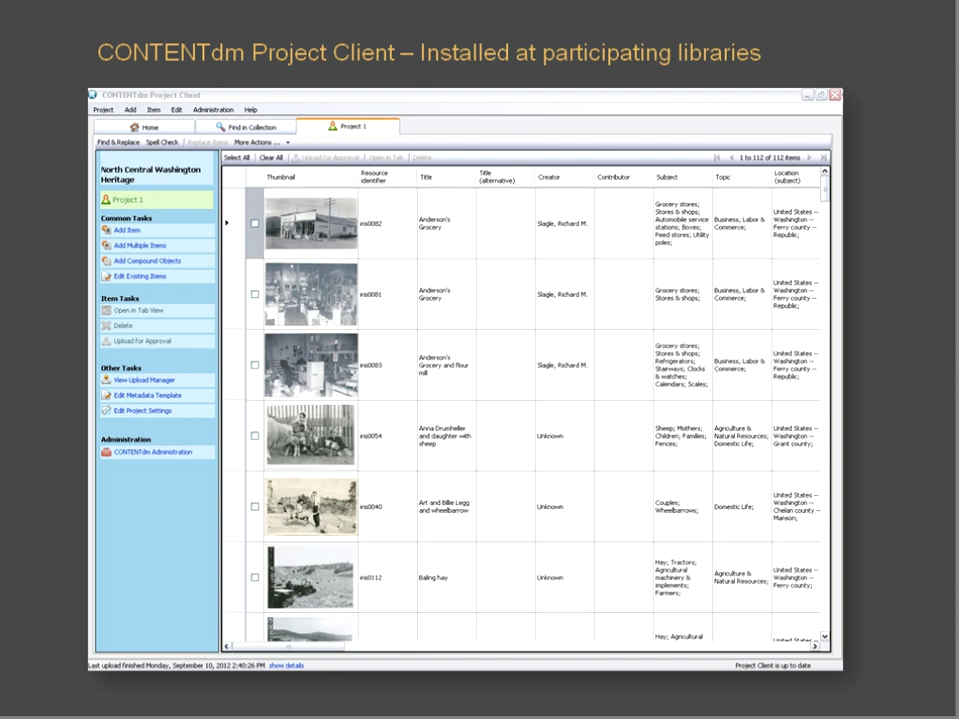 CONTENTdm Project Client – Installed at participating libraries
CONTENTdm Project Client
Project Add Item Edit Administration Help
Home Find in Collection Project 1
Find & Replace Spell Check Replace Items More Actions ...
North Central Washington
Heritage
Project 1
Common Tasks
Add Item
Add Multiple Items
Add Compound Objects
Edit Existing Items
Item Tasks
Open in Tab View
Delete
Upload for Approval
Other Tasks
View Upload Manager
Edit Metadata Template
Edit Project Settings
Administration
CONTENTdm Administration
Select All Clear All Upload for Approval Open in Tab Delete 1 to 112 of 112 items
Thumbnail
Resource
identifier
Title
Title
(alternative)
Creator
Contributor
Subject
Topic
Location
(subject)
ins0082
Anderson's
Grocery
Slagle, Richard M.
Grocery stores;
Stores & shops;
Automobile service
stations; Boxes;
Feed stores; Utility
poles;
Business, Labor &
Commerce;
United States --
Washington --
Ferry county --
Republic;
ins0081
Anderson's
Grocery
Slagle, Richard M.
Grocery stores;
Stores & shops;
Business, Labor &
Commerce;
United States --
Washington --
Ferry county --
Republic;
ins0083
Anderson's
Grocery and flour
mill
Slagle, Richard M.
Grocery stores;
Stores & shops;
Refrigerators;
Stairways; Clocks
& watches;
Calendars; Scales;
Business, Labor &
Commerce;
United States --
Washington --
Ferry county --
Republic;
ins0054
Anna Drumheller
and daughter with
sheep
Unknown
Sheep; Mothers;
Children; Families;
Fences;
Agriculture &
Natural Resources;
Domestic Life;
United States --
Washington --
Grant county;
ins0040
Art and Billie Legg
and wheelbarrow
Unknown
Couples;
Wheelbarrows;
Domestic Life;
United States --
Washington --
Chelan county --
Manson;
ins0112
Baling hay
Unknown
Hay; Tractors;
Agricultural
machinery &
implements;
Farmers;
Agriculture &
Natural Resources;
United States --
Washington --
Ferry county;
Hay; Agricultural
United States --
Last upload finished Monday, September 10, 2012 2:40:26 PM show details
Project Client is up to date